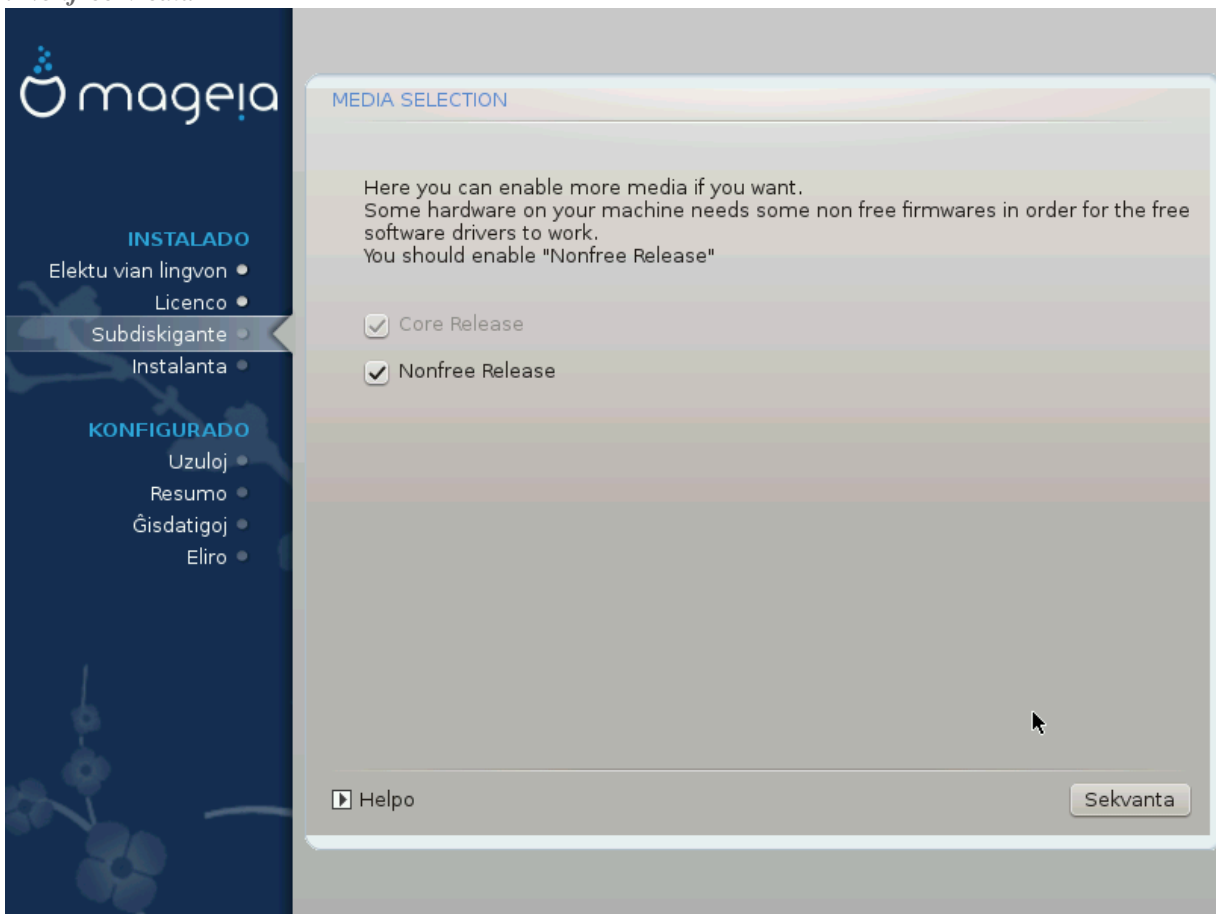 mageia
INSTALADO
Elektu vian lingvon
Licenco
Subdiskigante
Instalanta
KONFIGURADO
Uzuloj
Resumo
Ĝisdatigoj
Eliro
MEDIA SELECTION
Here you can enable more media if you want.
Some hardware on your machine needs some non free firmwares in order for the free
software drivers to work.
You should enable "Nonfree Release"
Core Release
Nonfree Release
Helpo
Sekvanta